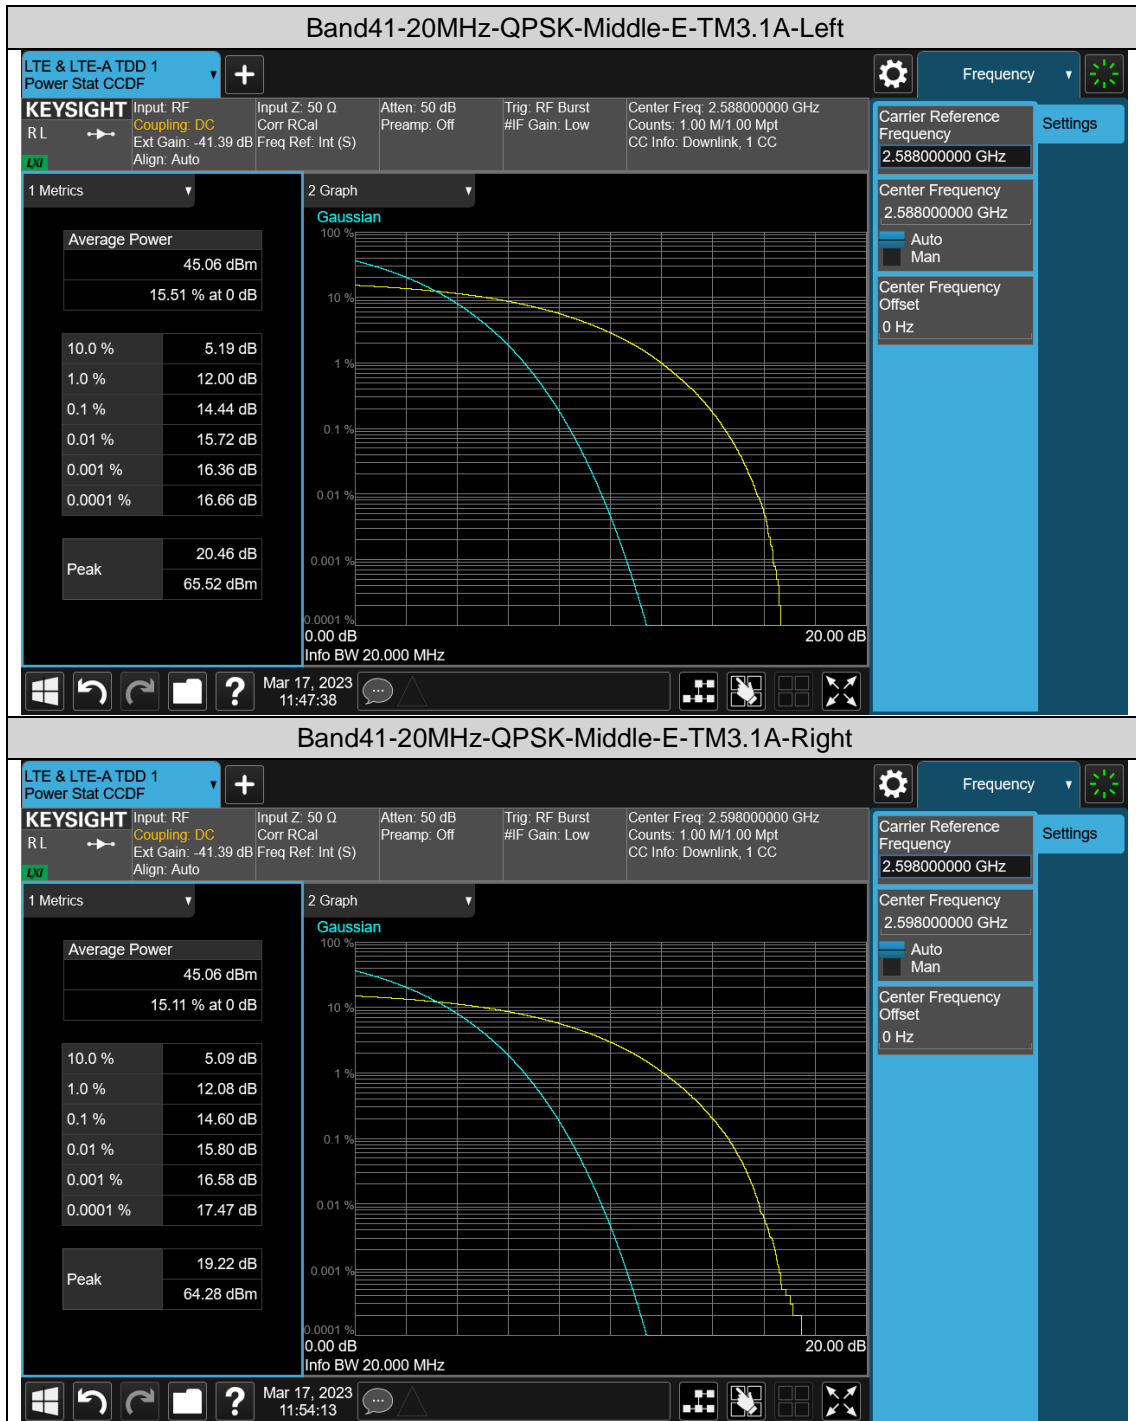 Band41-20MHz-QPSK-Middle-E-TM3.1A-Left
LTE & LTE-A TDD 1
Power Stat CCDF
Frequency
KEYSIGHT
R L
LXI
Input: RF
Coupling: DC
Ext Gain: -41.39 dB
Align: Auto
Input Z: 50 Ω
Corr RCal
Freq Ref: Int (S)
Atten: 50 dB
Preamp: Off
Trig: RF Burst
#IF Gain: Low
Center Freq: 2.588000000 GHz
Counts: 1.00 M/1.00 Mpt
CC Info: Downlink, 1 CC
Carrier Reference
Frequency
2.588000000 GHz
Settings
Center Frequency
2.588000000 GHz
Auto
Man
Center Frequency
Offset
0 Hz
1 Metrics
Average Power
45.06 dBm
15.51 % at 0 dB
10.0 % 5.19 dB
1.0 % 12.00 dB
0.1 % 14.44 dB
0.01 % 15.72 dB
0.001 % 16.36 dB
0.0001 % 16.66 dB
Peak
20.46 dB
65.52 dBm
2 Graph
Gaussian
100 %
10 %
1 %
0.1 %
0.01 %
0.001 %
0.0001 %
0.00 dB 20.00 dB
Info BW 20.000 MHz
?
Mar 17, 2023
11:47:38
Band41-20MHz-QPSK-Middle-E-TM3.1A-Right
LTE & LTE-A TDD 1
Power Stat CCDF
Frequency
KEYSIGHT
R L
LXI
Input: RF
Coupling: DC
Ext Gain: -41.39 dB
Align: Auto
Input Z: 50 Ω
Corr RCal
Freq Ref: Int (S)
Atten: 50 dB
Preamp: Off
Trig: RF Burst
#IF Gain: Low
Center Freq: 2.598000000 GHz
Counts: 1.00 M/1.00 Mpt
CC Info: Downlink, 1 CC
Carrier Reference
Frequency
2.598000000 GHz
Settings
Center Frequency
2.598000000 GHz
Auto
Man
Center Frequency
Offset
0 Hz
1 Metrics
Average Power
45.06 dBm
15.11 % at 0 dB
10.0 % 5.09 dB
1.0 % 12.08 dB
0.1 % 14.60 dB
0.01 % 15.80 dB
0.001 % 16.58 dB
0.0001 % 17.47 dB
Peak
19.22 dB
64.28 dBm
2 Graph
Gaussian
100 %
10 %
1 %
0.1 %
0.01 %
0.001 %
0.0001 %
0.00 dB 20.00 dB
Info BW 20.000 MHz
?
Mar 17, 2023
11:54:13